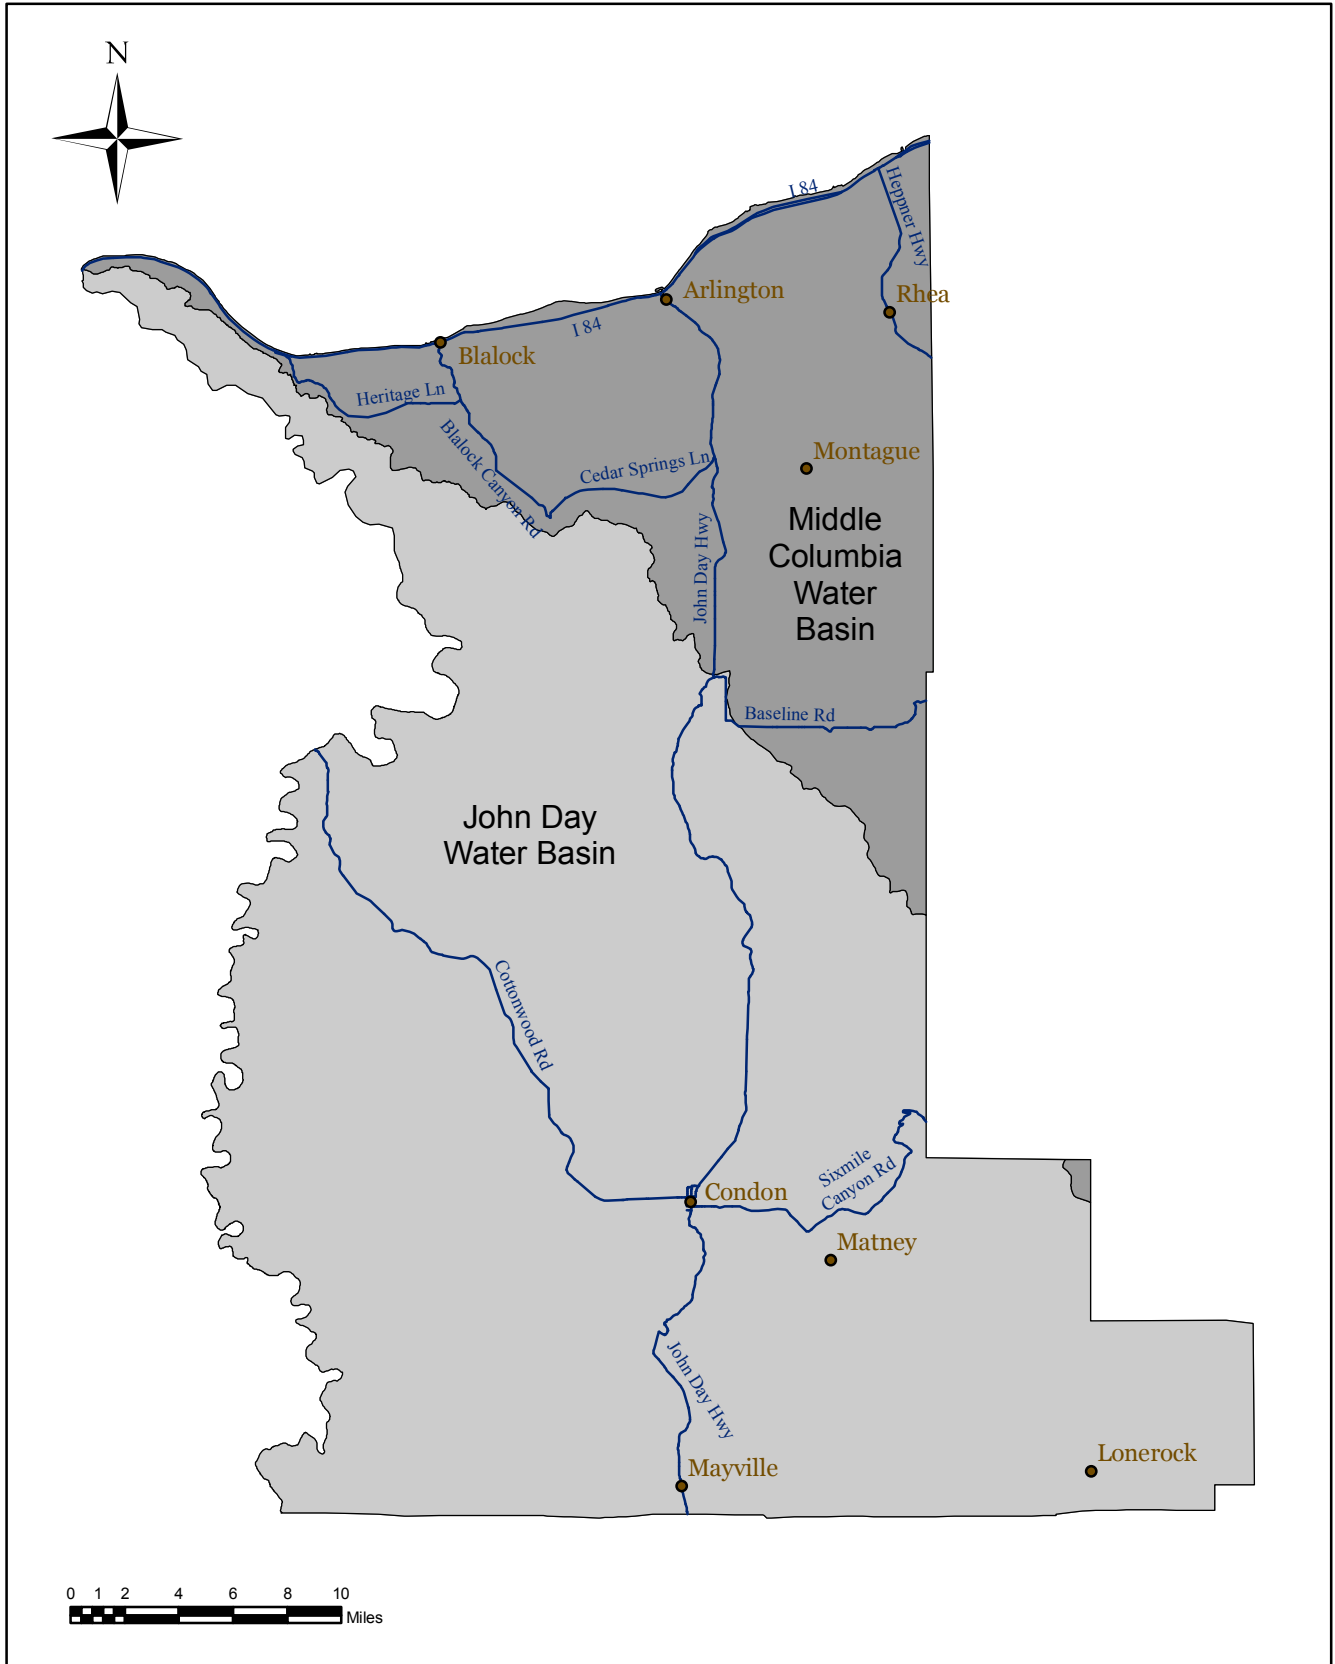 N
I 84
Heppner Hwy
Arlington
Rhea
I 84
Blalock
Heritage Ln
Blalock Canyon Rd
Cedar Springs Ln
Montague
John Day Hwy
Middle
Columbia
Water
Basin
Baseline Rd
John Day
Water Basin
Cottonwood Rd
Sixmile
Canyon Rd
Condon
Matney
John Day Hwy
Mayville
Lonerock
0 1 2 4 6 8 10
Miles